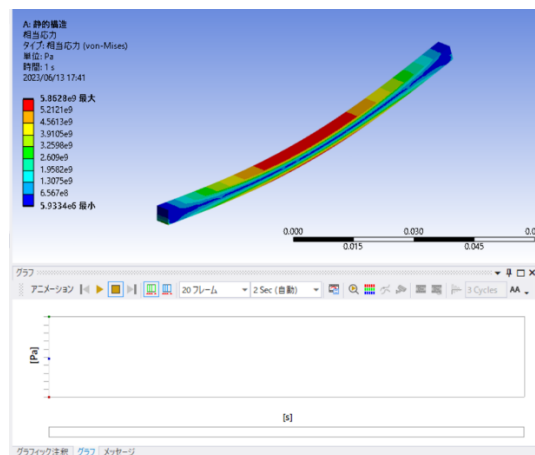 A: 静的構造
相当応力
タイプ: 相当応力 (von-Mises)
単位: Pa
時間: 1 s
2023/06/13 17:41
5.8628e9 最大
5.2121e9
4.5613e9
3.9105e9
3.2598e9
2.609e9
1.9582e9
1.3075e9
6.567e8
5.9334e6 最小
0.000
0.030
0.015
0.045
グラフ
アニメーション
20 フレーム
2 Sec (自動)
3 Cycles
AA
[Pa]
[s]
グラフィック注釈
グラフ
メッセージ